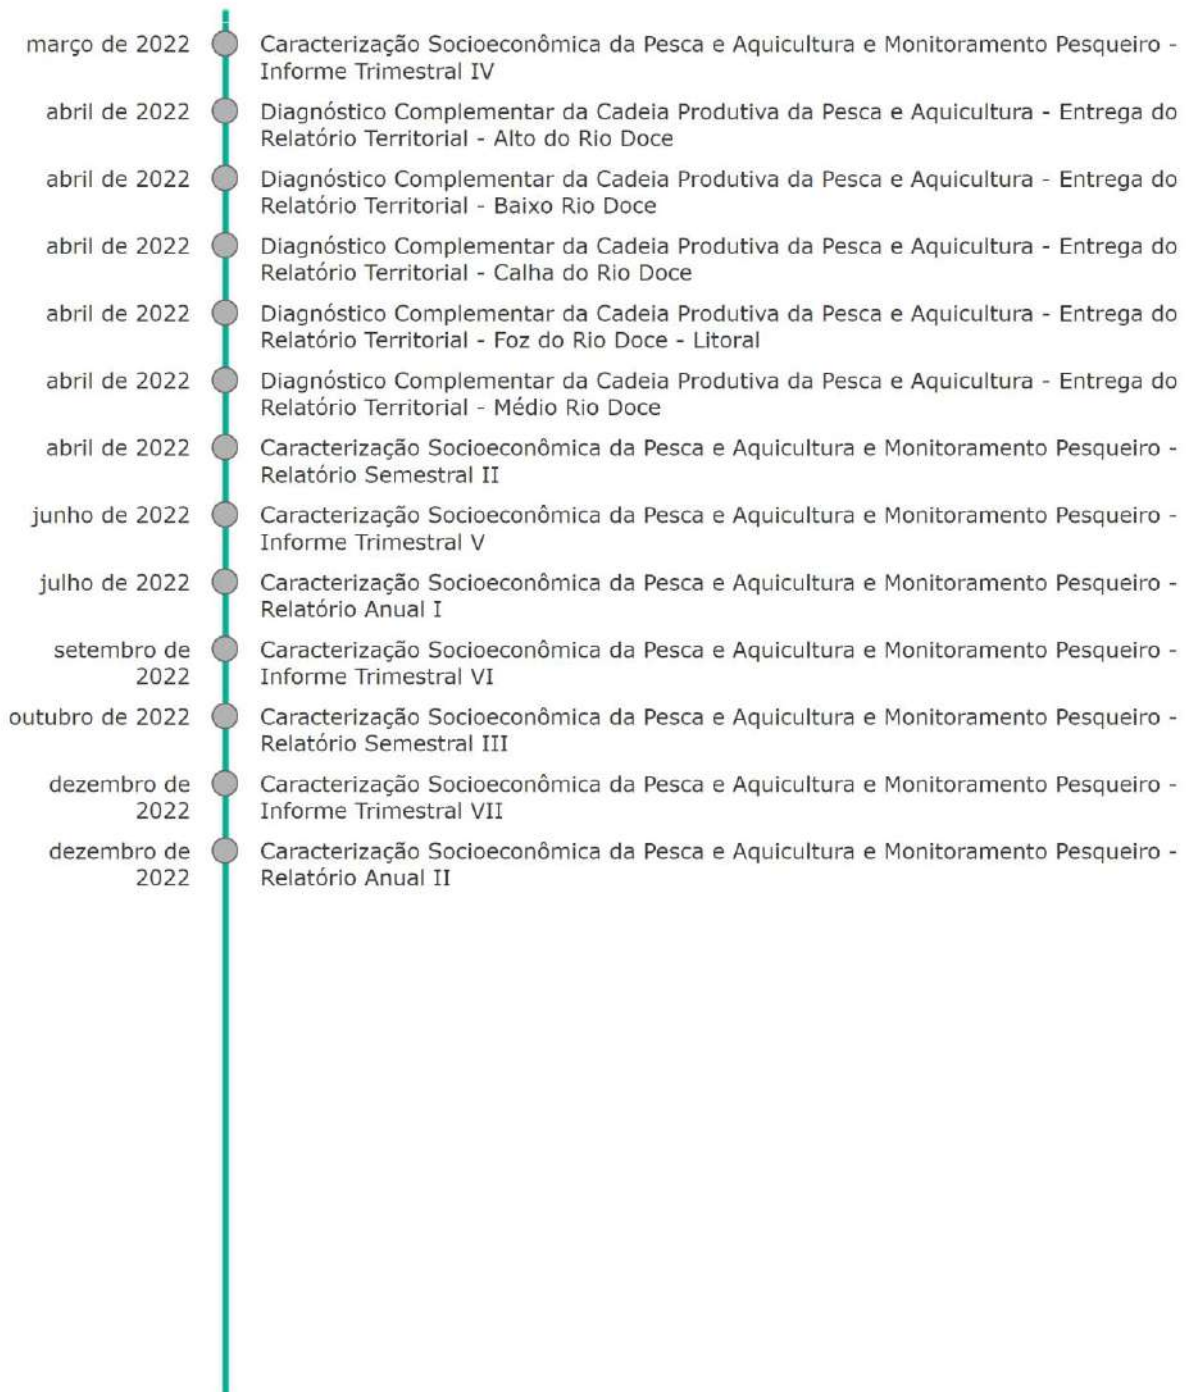 março de 2022
Caracterização Socioeconômica da Pesca e Aquicultura e Monitoramento Pesqueiro -
Informe Trimestral IV
abril de 2022
Diagnóstico Complementar da Cadeia Produtiva da Pesca e Aquicultura - Entrega do
Relatório Territorial - Alto do Rio Doce
abril de 2022
Diagnóstico Complementar da Cadeia Produtiva da Pesca e Aquicultura - Entrega do
Relatório Territorial - Baixo Rio Doce
abril de 2022
Diagnóstico Complementar da Cadeia Produtiva da Pesca e Aquicultura - Entrega do
Relatório Territorial - Calha do Rio Doce
abril de 2022
Diagnóstico Complementar da Cadeia Produtiva da Pesca e Aquicultura - Entrega do
Relatório Territorial - Foz do Rio Doce - Litoral
abril de 2022
Diagnóstico Complementar da Cadeia Produtiva da Pesca e Aquicultura - Entrega do
Relatório Territorial - Médio Rio Doce
abril de 2022
Caracterização Socioeconômica da Pesca e Aquicultura e Monitoramento Pesqueiro -
Relatório Semestral II
junho de 2022
Caracterização Socioeconômica da Pesca e Aquicultura e Monitoramento Pesqueiro -
Informe Trimestral V
julho de 2022
Caracterização Socioeconômica da Pesca e Aquicultura e Monitoramento Pesqueiro -
Relatório Anual I
setembro de
2022
Caracterização Socioeconômica da Pesca e Aquicultura e Monitoramento Pesqueiro -
Informe Trimestral VI
outubro de 2022
Caracterização Socioeconômica da Pesca e Aquicultura e Monitoramento Pesqueiro -
Relatório Semestral III
dezembro de
2022
Caracterização Socioeconômica da Pesca e Aquicultura e Monitoramento Pesqueiro -
Informe Trimestral VII
dezembro de
2022
Caracterização Socioeconômica da Pesca e Aquicultura e Monitoramento Pesqueiro -
Relatório Anual II